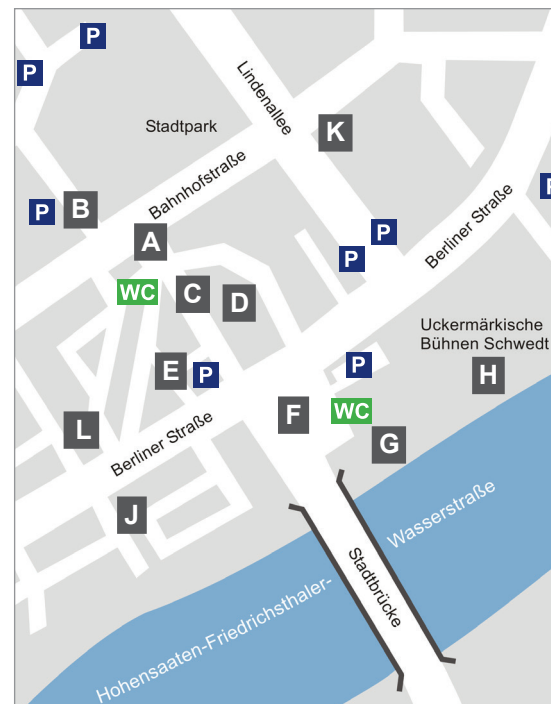 P
P
Lindenallee
Stadtpark
K
Bahnhofstraße
P
B
P
Berliner Straße
P
A
P
WC
C
D
Uckermärkische
Bühnen Schwedt
E
P
P
H
F
WC
L
Berliner Straße
G
J
Wasserstraße
Stadtbrücke
Hohensaaten-Friedrichsthaler-